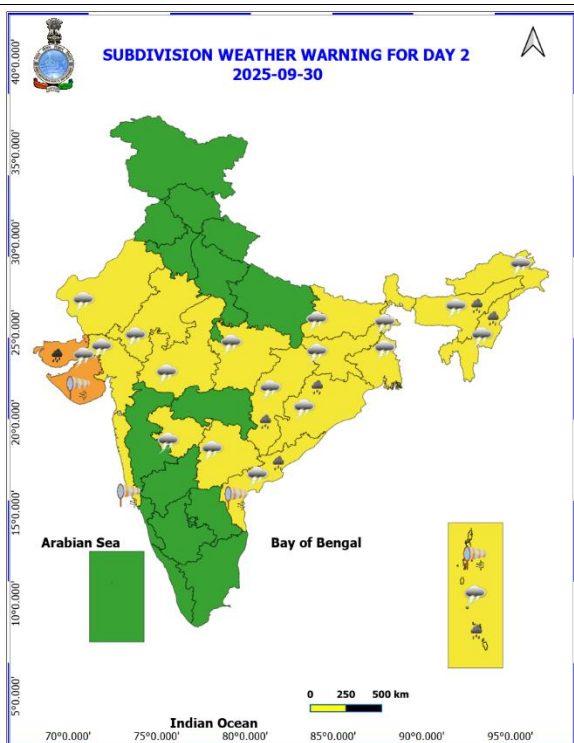 SUBDIVISION WEATHER WARNING FOR DAY 2
2025-09-30
40°0.000'
35°0.000'
30°0.000'
25°0.000'
20°0.000'
15°0.000'
10°0.000'
5°0.000'
Arabian Sea
Bay of Bengal
0 250 500 km
Indian Ocean
70°0.000' 75°0.000' 80°0.000' 85°0.000' 90°0.000' 95°0.000'